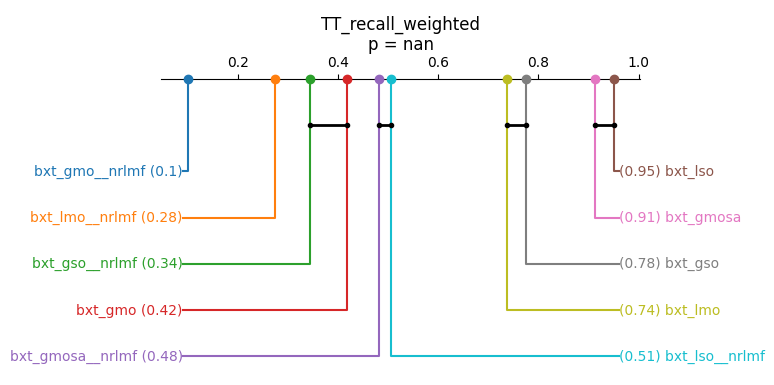 TT_recall_weighted
p = nan
0.2 0.4 0.6 0.8 1.0
bxt_gmo__nrlmf (0.1) (0.95) bxt_lso
bxt_lmo__nrlmf (0.28) (0.91) bxt_gmosa
bxt_gso__nrlmf (0.34) (0.78) bxt_gso
bxt_gmo (0.42) (0.74) bxt_lmo
bxt_gmosa__nrlmf (0.48) (0.51) bxt_lso__nrlmf